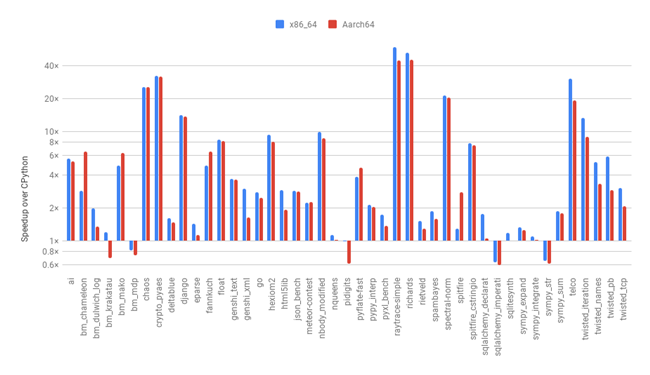 x86_64
Aarch64
Speedup over CPython
40×
20×
10×
8×
6×
4×
2×
1×
0.8×
0.6×
ai
bm_chameleon
bm_dulwich_log
bm_krakatau
bm_mako
bm_mdp
chaos
crypto_pyaes
deltablue
django
eparse
fannkuch
float
genshi_text
genshi_xml
go
hexiom2
html5lib
json_bench
meteor-contest
nbody_modified
nqueens
pidigits
pyflate-fast
pypy_interp
pyxl_bench
raytrace-simple
richards
rietveld
spambayes
spectral-norm
spitfire
spitfire_cstringio
sqlalchemy_declarat
sqlalchemy_imperati
sqlitesynth
sympy_expand
sympy_integrate
sympy_str
sympy_sum
telco
twisted_iteration
twisted_names
twisted_pb
twisted_tcp